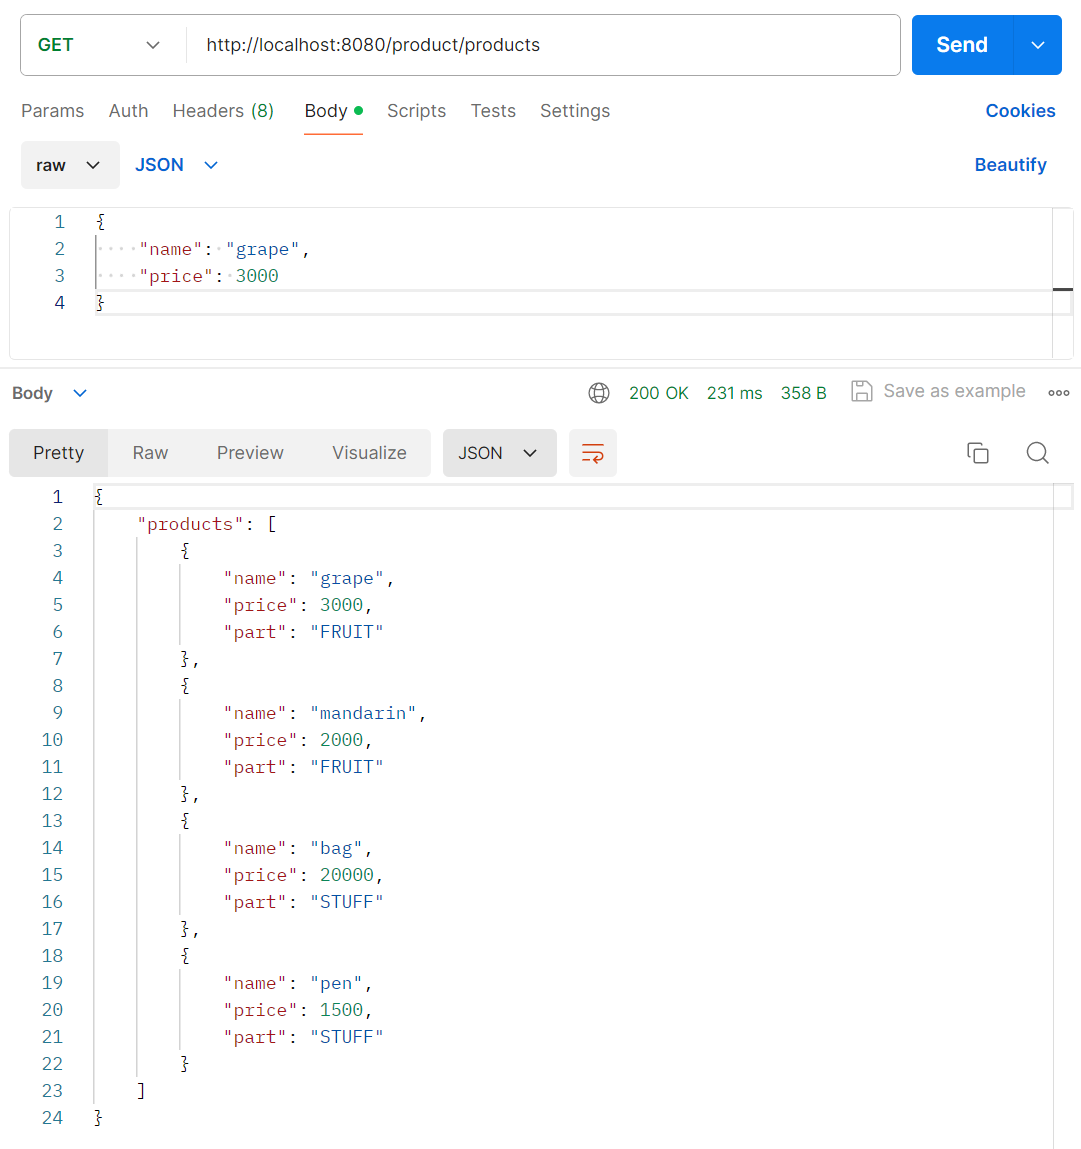 GET http://localhost:8080/product/products Send
Params Auth Headers (8) Body Scripts Tests Settings Cookies
raw JSON Beautify
1 {
2 "name": "grape",
3 "price": 3000
4 }
Body 200 OK 231 ms 358 B Save as example
Pretty Raw Preview Visualize JSON
1 {
2 "products": [
3 {
4 "name": "grape",
5 "price": 3000,
6 "part": "FRUIT"
7 },
8 {
9 "name": "mandarin",
10 "price": 2000,
11 "part": "FRUIT"
12 },
13 {
14 "name": "bag",
15 "price": 20000,
16 "part": "STUFF"
17 },
18 {
19 "name": "pen",
20 "price": 1500,
21 "part": "STUFF"
22 }
23 ]
24 }